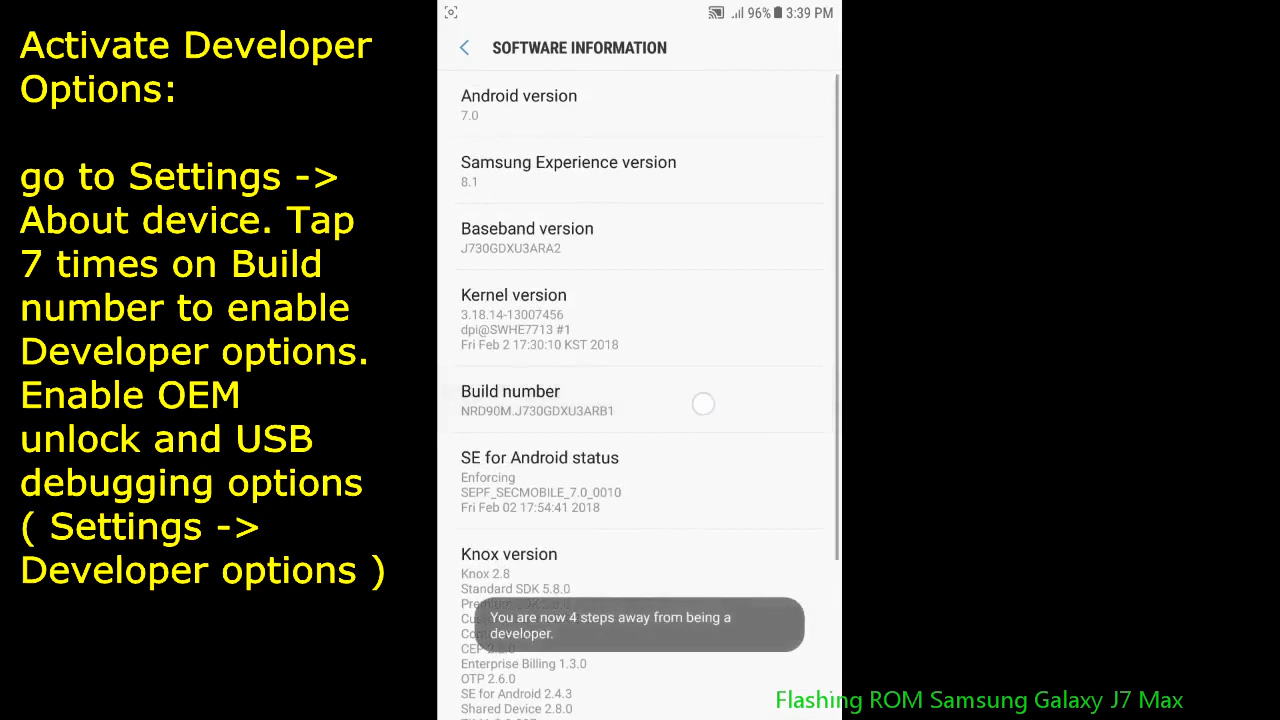 Activate Developer
Options:
go to Settings ->
About device. Tap
7 times on Build
number to enable
Developer options.
Enable OEM
unlock and USB
debugging options
( Settings ->
Developer options )
96% 3:39 PM
SOFTWARE INFORMATION
Android version
7.0
Samsung Experience version
8.1
Baseband version
J730GDXU3ARA2
Kernel version
3.18.14-13007456
dpi@SWHE7713 #1
Fri Feb 2 17:30:10 KST 2018
Build number
NRD90M.J730GDXU3ARB1
SE for Android status
Enforcing
SEPF_SECMOBILE_7.0_0010
Fri Feb 02 17:54:41 2018
Knox version
Knox 2.8
Standard SDK 5.8.0
You are now 4 steps away from being a
developer.
Enterprise Billing 1.3.0
OTP 2.6.0
SE for Android 2.4.3
Shared Device 2.8.0
Flashing ROM Samsung Galaxy J7 Max